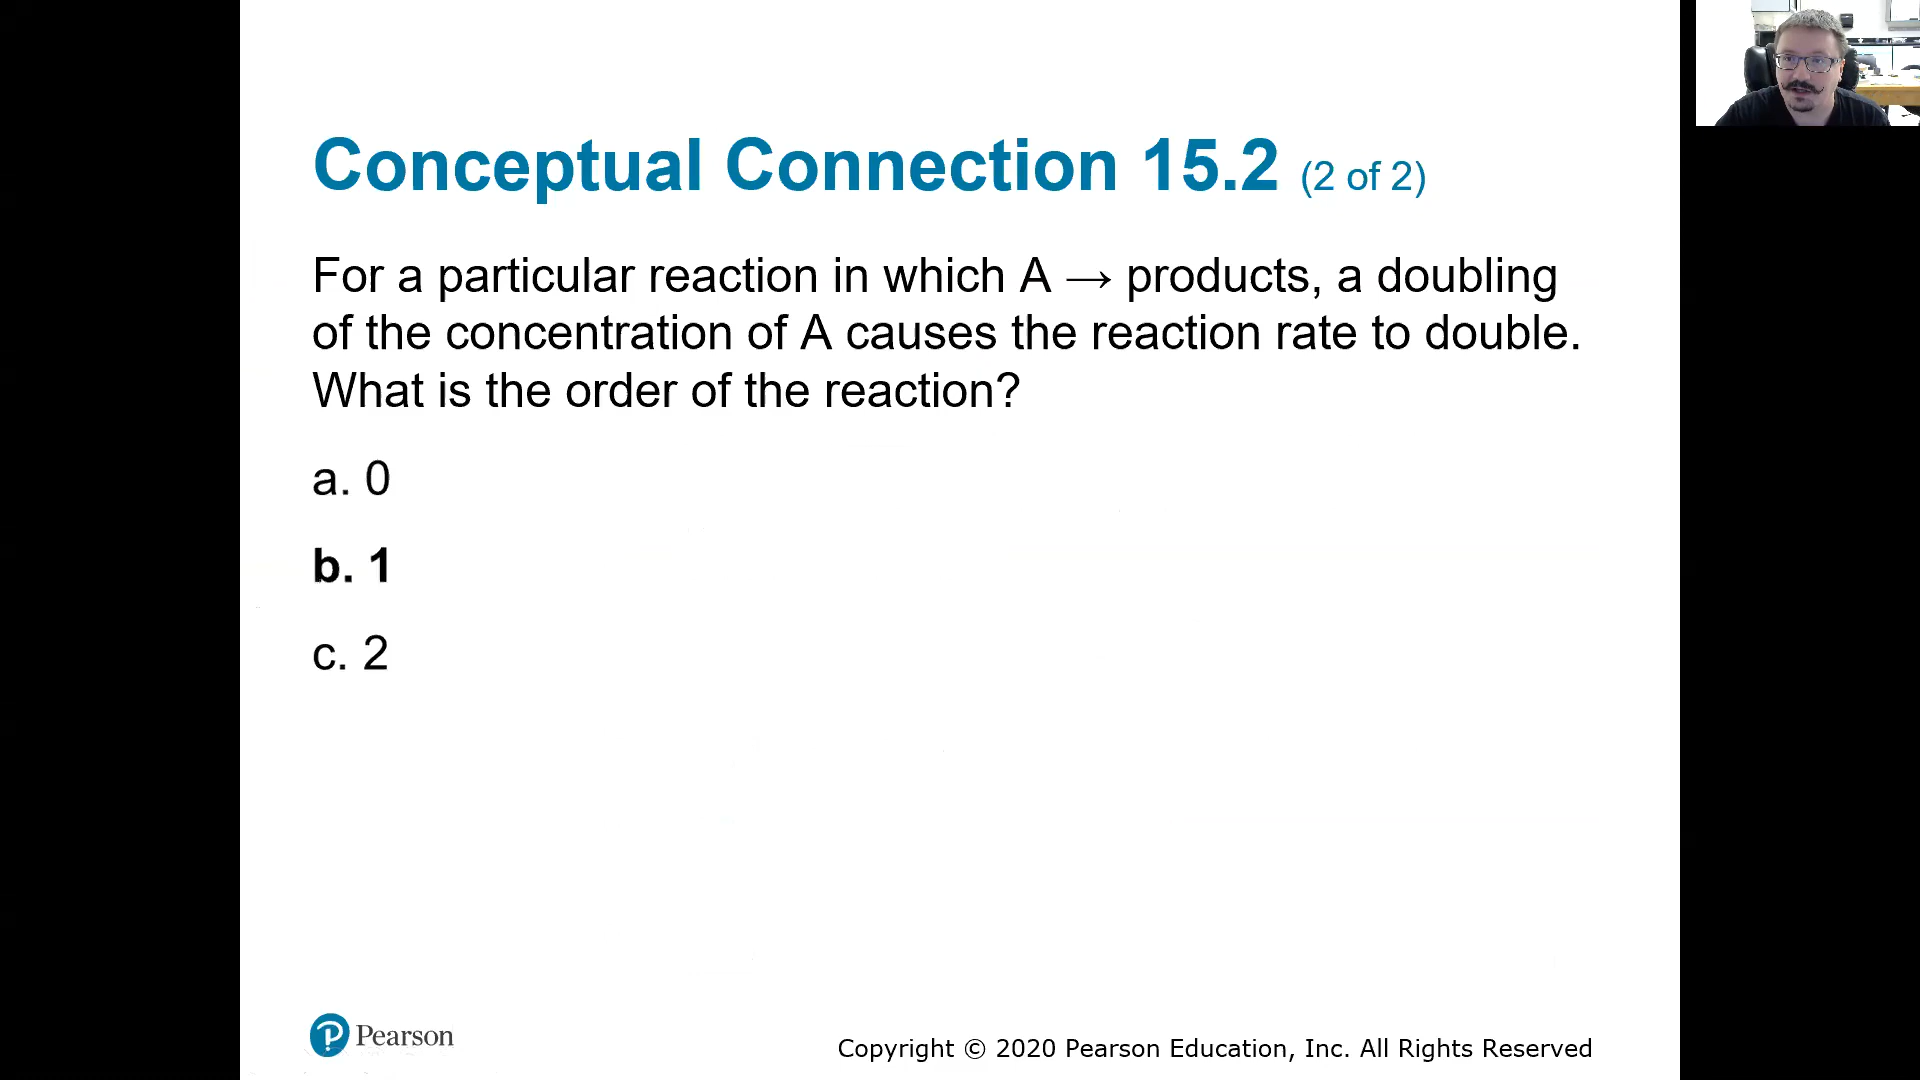 Conceptual Connection 15.2 (2 of 2)
For a particular reaction in which A → products, a doubling
of the concentration of A causes the reaction rate to double.
What is the order of the reaction?
a. 0
b. 1
c. 2
Pearson
Copyright © 2020 Pearson Education, Inc. All Rights Reserved